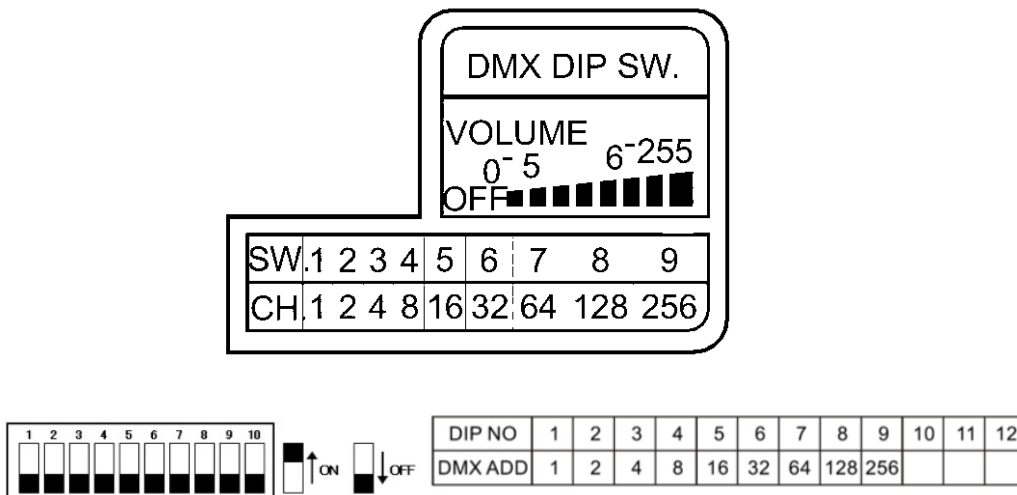 DMX DIP SW.
VOLUME
0-5 6-255
OFF
SW. 1 2 3 4 5 6 7 8 9
CH. 1 2 4 8 16 32 64 128 256
1 2 3 4 5 6 7 8 9 10
ON OFF
DIP NO 1 2 3 4 5 6 7 8 9 10 11 12
DMX ADD 1 2 4 8 16 32 64 128 256